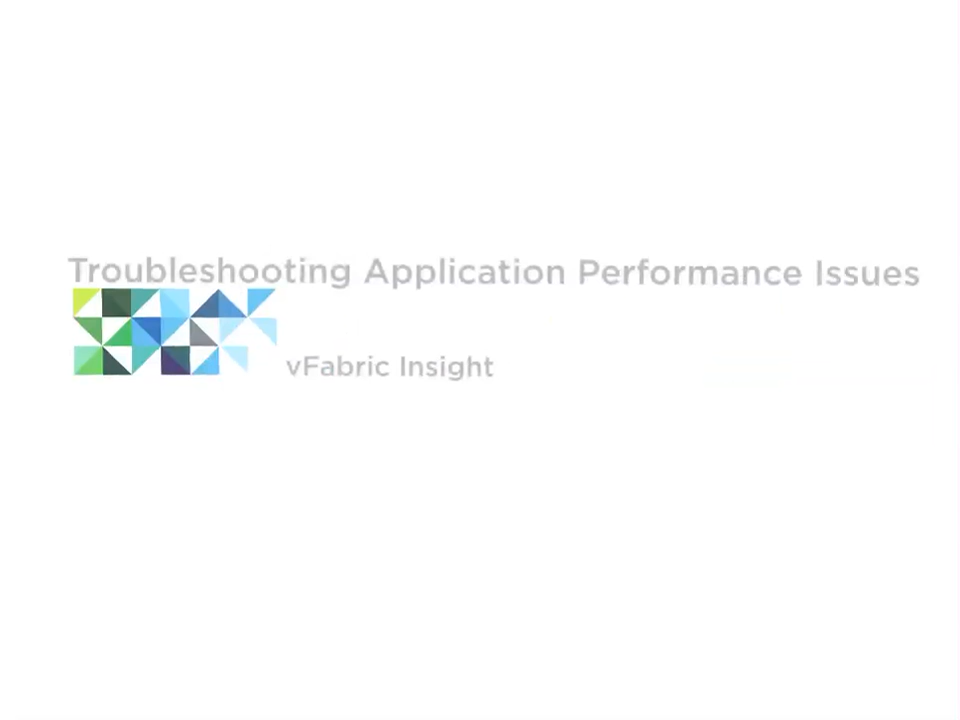 Troubleshooting Application Performance Issues
vFabric Insight